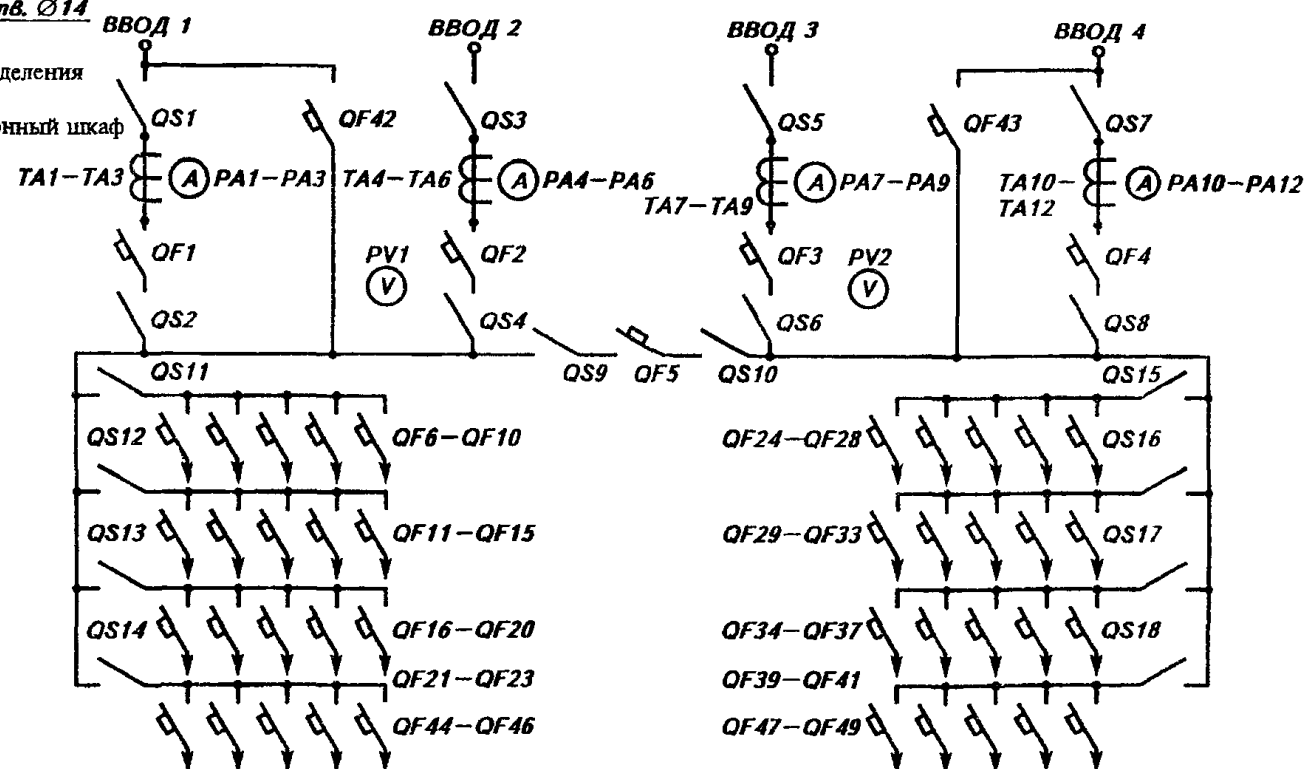 тв. Ø14
ВВОД 1
ВВОД 2
ВВОД 3
ВВОД 4
деления
онный шкаф
QS1
QF42
QS3
QS5
QF43
QS7
TA1–TA3
A
PA1–PA3
TA4–TA6
A
PA4–PA6
TA7–TA9
A
PA7–PA9
TA10–
TA12
A
PA10–PA12
QF1
PV1
V
QF2
QF3
PV2
V
QF4
QS2
QS4
QS6
QS8
QS9
QF5
QS10
QS11
QS15
QS12
QF6–QF10
QF24–QF28
QS16
QS13
QF11–QF15
QF29–QF33
QS17
QS14
QF16–QF20
QF34–QF37
QS18
QF21–QF23
QF39–QF41
QF44–QF46
QF47–QF49